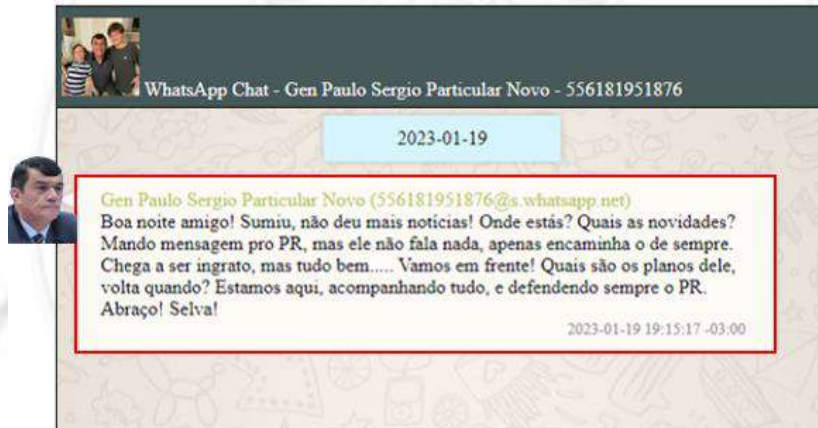 WhatsApp Chat - Gen Paulo Sergio Particular Novo - 556181951876
2023-01-19
Gen Paulo Sergio Particular Novo (556181951876@s.whatsapp.net)
Boa noite amigo! Sumiu, não deu mais notícias! Onde estás? Quais as novidades?
Mando mensagem pro PR, mas ele não fala nada, apenas encaminha o de sempre.
Chega a ser ingrato, mas tudo bem..... Vamos em frente! Quais são os planos dele,
volta quando? Estamos aqui, acompanhando tudo, e defendendo sempre o PR.
Abraço! Selva!
2023-01-19 19:15:17 -03:00